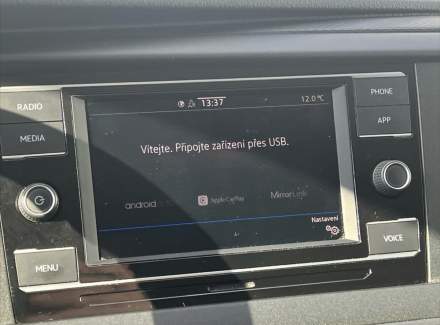 13:37 12.0°C
RADIO
PHONE
MEDIA
APP
Vítejte. Připojte zařízení přes USB.
android Apple CarPlay MirrorLink
Nastavení
MENU
VOICE